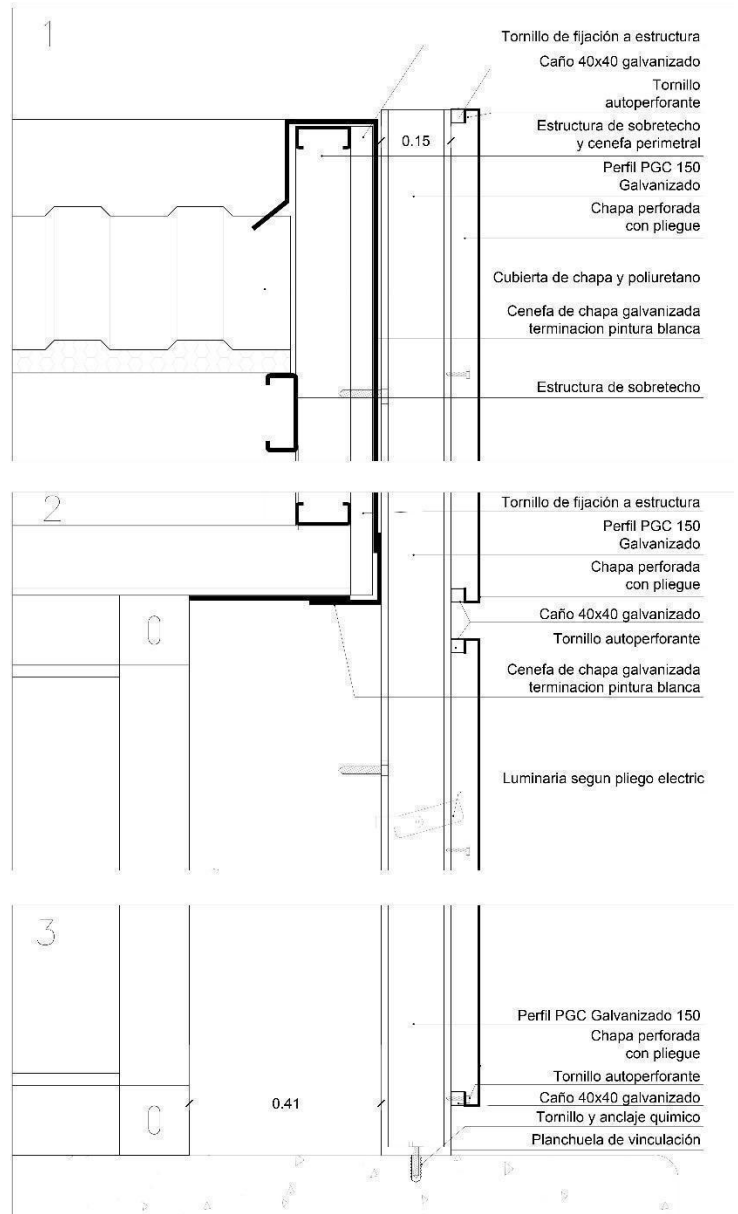 1
Tornillo de fijación a estructura
Caño 40x40 galvanizado
Tornillo
autoperforante
Estructura de sobretecho
y cenefa perimetral
0.15
Perfil PGC 150
Galvanizado
Chapa perforada
con pliegue
Cubierta de chapa y poliuretano
Cenefa de chapa galvanizada
terminacion pintura blanca
Estructura de sobretecho
2
Tornillo de fijación a estructura
Perfil PGC 150
Galvanizado
Chapa perforada
con pliegue
Caño 40x40 galvanizado
Tornillo autoperforante
Cenefa de chapa galvanizada
terminacion pintura blanca
Luminaria segun pliego electric
3
Perfil PGC Galvanizado 150
Chapa perforada
con pliegue
Tornillo autoperforante
0.41
Caño 40x40 galvanizado
Tornillo y anclaje quimico
Planchuela de vinculación